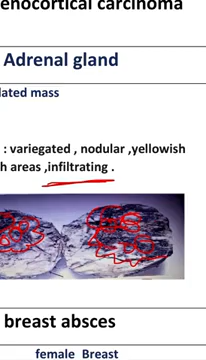 enocortical carcinoma
Adrenal gland
lated mass
: variegated , nodular ,yellowish
h areas ,infiltrating .
breast absces
female Breast